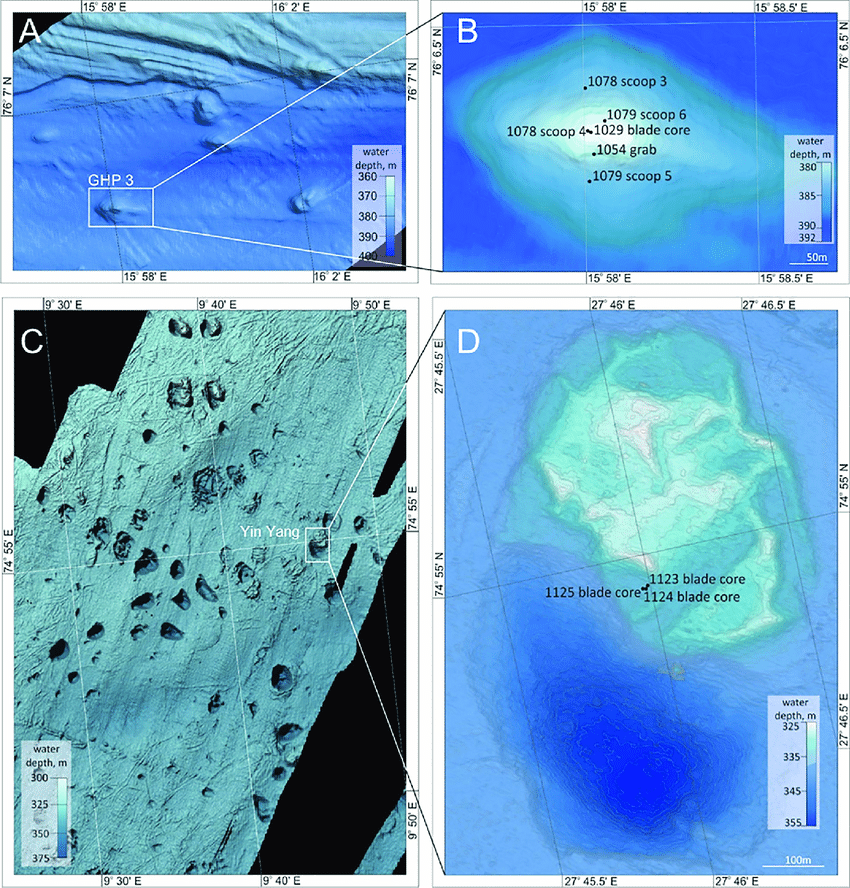 15° 58' E
16° 2' E
A
76° 7' N
76° 7' N
GHP 3
water
depth, m
360
370
380
390
400
15° 58' E
16° 2' E
15° 58' E
15° 58.5' E
B
76° 6.5' N
76° 6.5' N
1078 scoop 3
1079 scoop 6
1078 scoop 4
1029 blade core
1054 grab
1079 scoop 5
water
depth, m
380
385
390
392
50m
15° 58' E
15° 58.5' E
9° 30' E
9° 40' E
9° 50' E
C
74° 55' E
74° 55' E
Yin Yang
water
depth, m
300
325
350
375
9° 50' E
9° 30' E
9° 40' E
27° 46' E
27° 46.5' E
D
27° 45.5' E
74° 55' N
74° 55' N
1123 blade core
1125 blade core
1124 blade core
27° 46.5' E
water
depth, m
325
335
345
355
100m
27° 45.5' E
27° 46' E